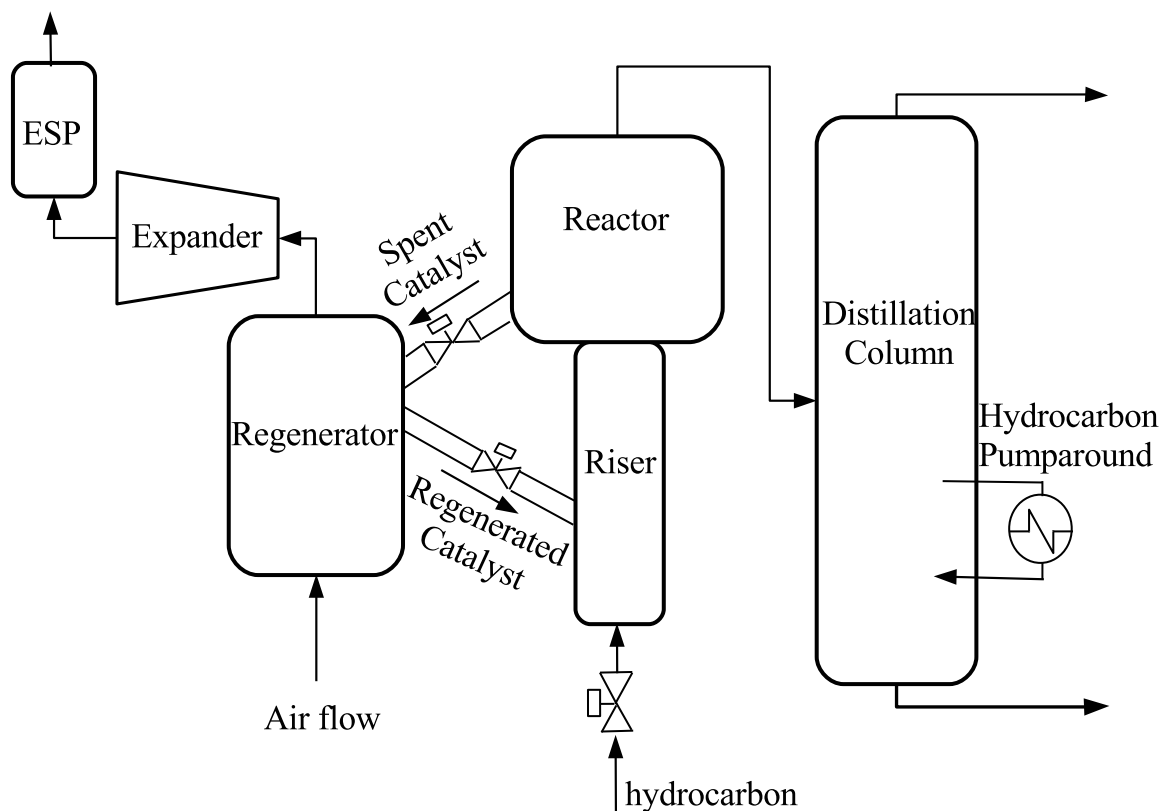 ESP
Expander
Spent
Catalyst
Reactor
Distillation
Column
Regenerator
Riser
Hydrocarbon
Pumparound
Regenerated
Catalyst
Air flow
hydrocarbon